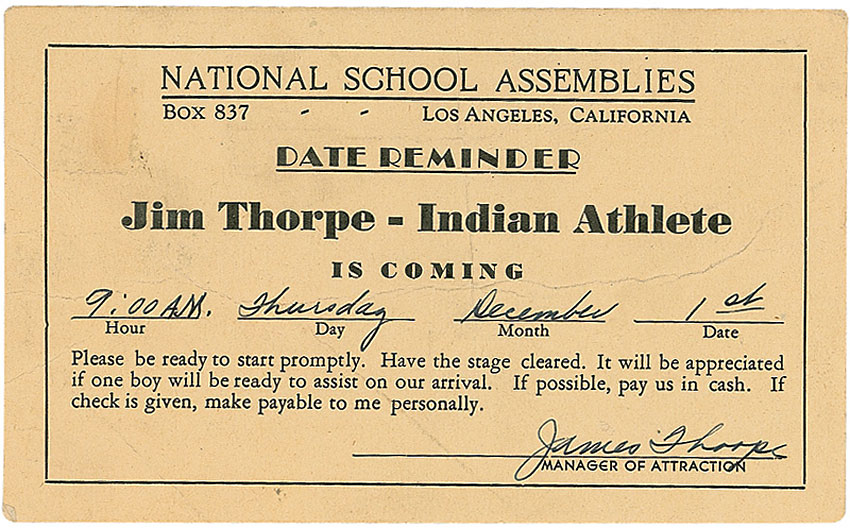 NATIONAL SCHOOL ASSEMBLIES
BOX 837 - - LOS ANGELES, CALIFORNIA
DATE REMINDER
Jim Thorpe - Indian Athlete
IS COMING
9:00 A.M. Thursday December 1st
Hour Day Month Date
Please be ready to start promptly. Have the stage cleared. It will be appreciated
if one boy will be ready to assist on our arrival. If possible, pay us in cash. If
check is given, make payable to me personally.
James Thorpe
MANAGER OF ATTRACTION